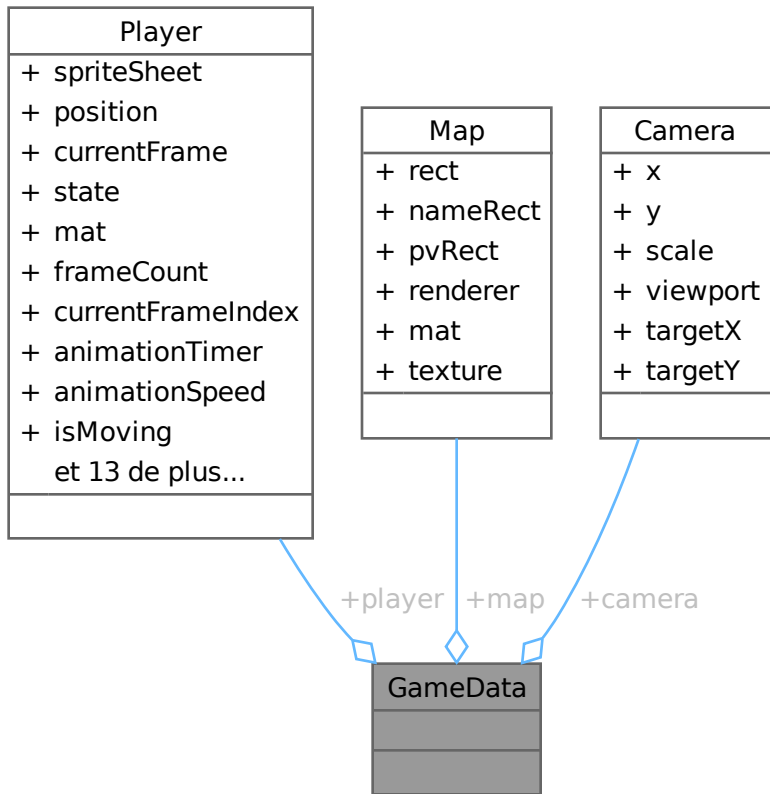 Player
+ spriteSheet
+ position
+ currentFrame
+ state
+ mat
+ frameCount
+ currentFrameIndex
+ animationTimer
+ animationSpeed
+ isMoving
et 13 de plus...
Map
+ rect
+ nameRect
+ pvRect
+ renderer
+ mat
+ texture
Camera
+ x
+ y
+ scale
+ viewport
+ targetX
+ targetY
+player
+map
+camera
GameData